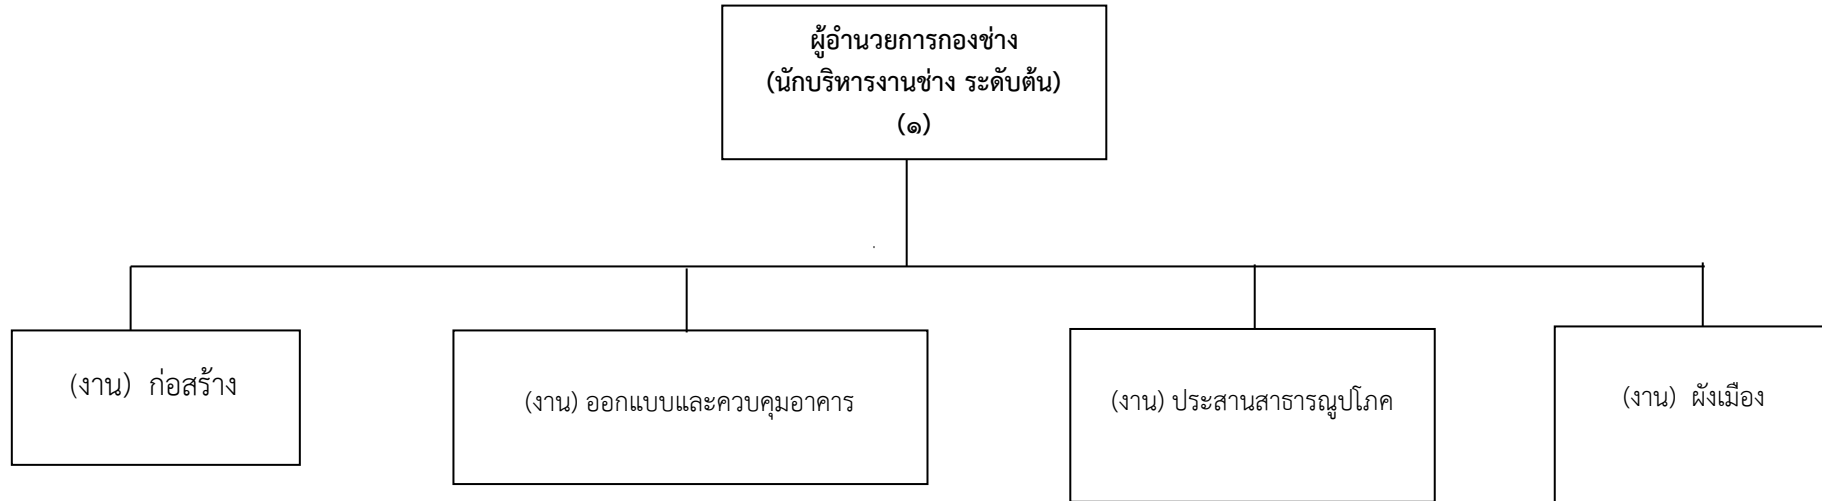 ผู้อำนวยการกองช่าง
(นักบริหารงานช่าง ระดับต้น)
(๑)
(งาน) ก่อสร้าง
(งาน) ออกแบบและควบคุมอาคาร
(งาน) ประสานสาธารณูปโภค
(งาน) ผังเมือง